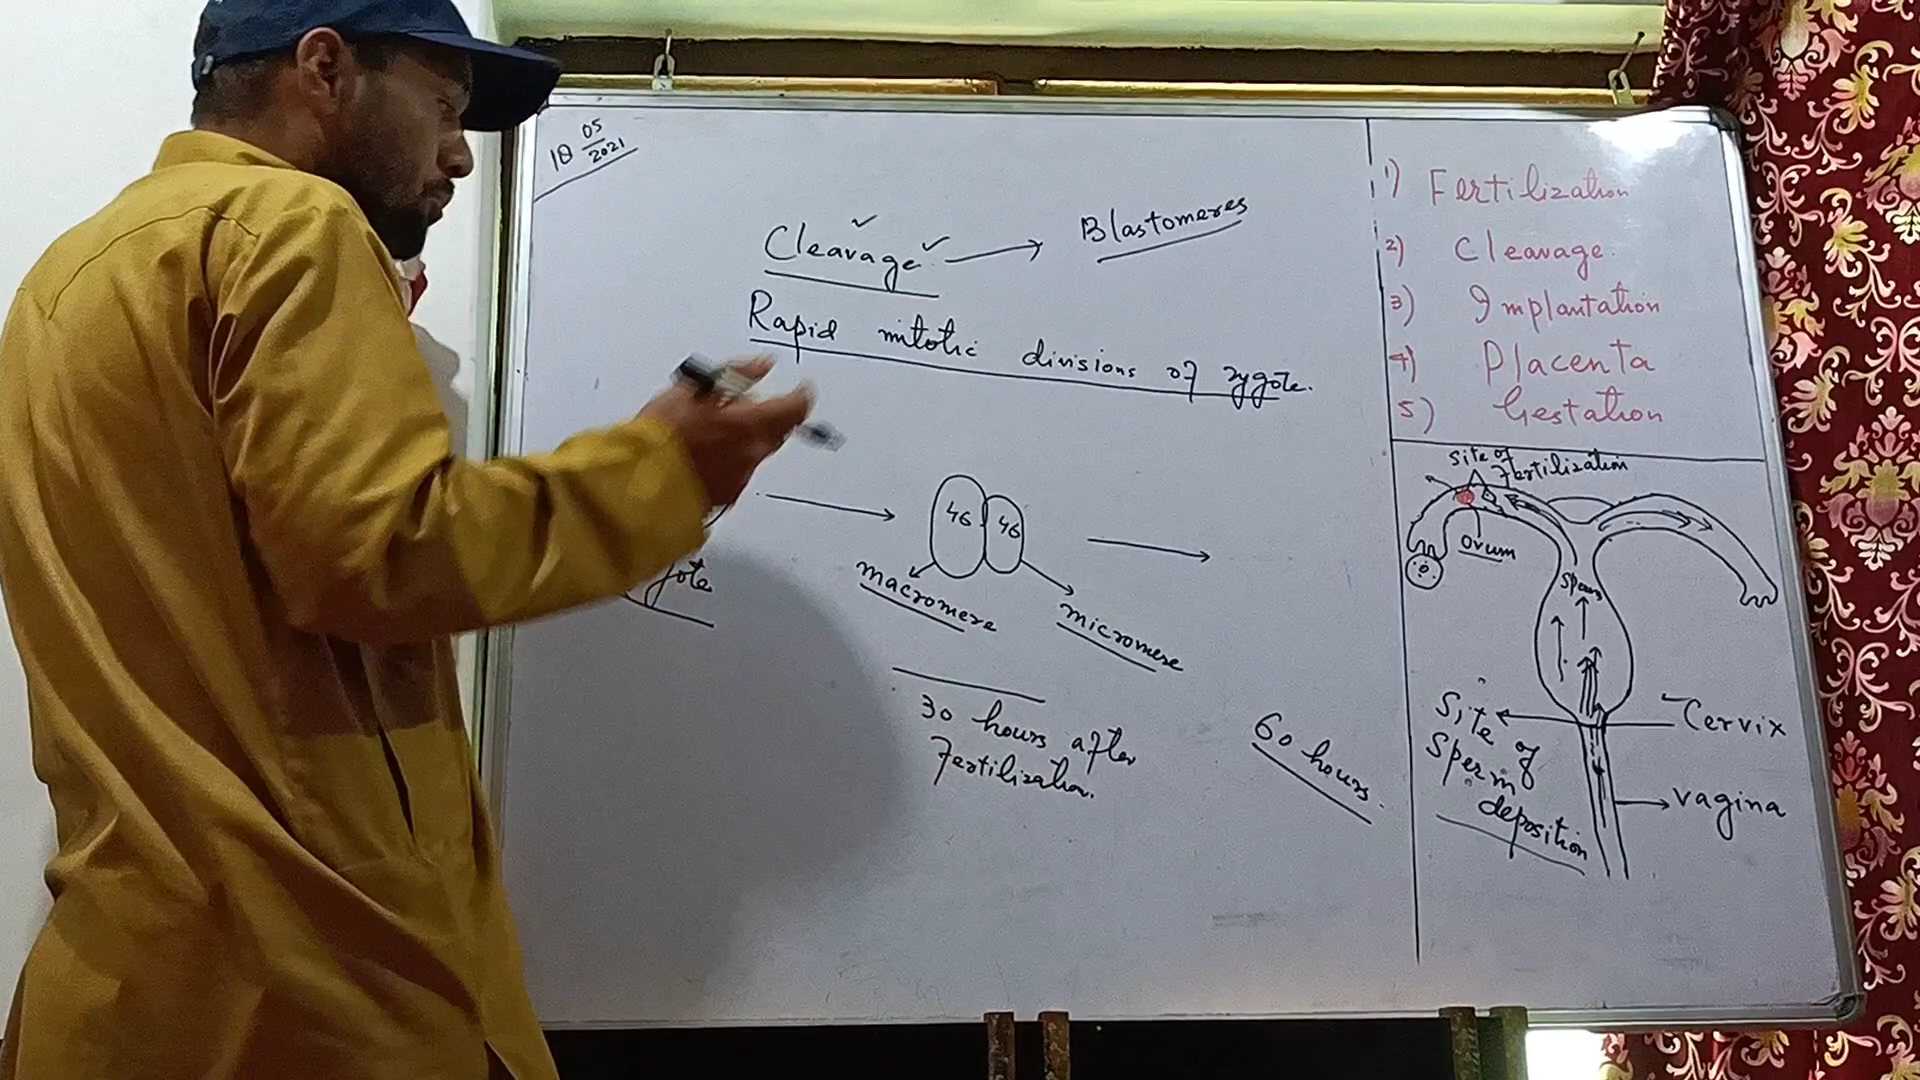 18 05
2021
Cleavage → Blastomeres
Rapid mitotic divisions of zygote.
46 46
macromere
micromere
30 hours after
Fertilization.
60 hours.
1) Fertilization
2) Cleavage.
3) Implantation
4) Placenta
5) Gestation
Site of
Fertilization
Ovum
Cervix
Site of
Sperm
deposition
vagina